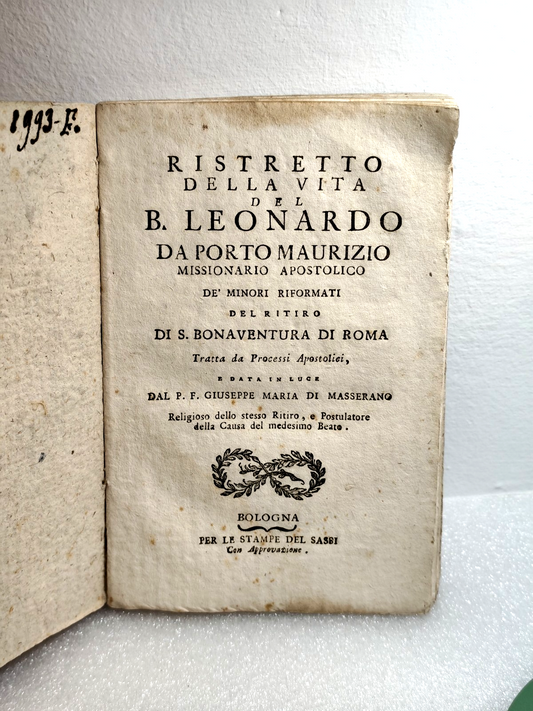 1993-F.
RISTRETTO
DELLA VITA
DEL
B. LEONARDO
DA PORTO MAURIZIO
MISSIONARIO APOSTOLICO
DE' MINORI RIFORMATI
DEL RITIRO
DI S. BONAVENTURA DI ROMA
Tratta da Processi Apostolici,
E DATA IN LUCE
DAL P. F. GIUSEPPE MARIA DI MASSERANO
Religioso dello stesso Ritiro, e Postulatore
della Causa del medesimo Beato.
BOLOGNA
PER LE STAMPE DEL SASSI
Con Approvazione.